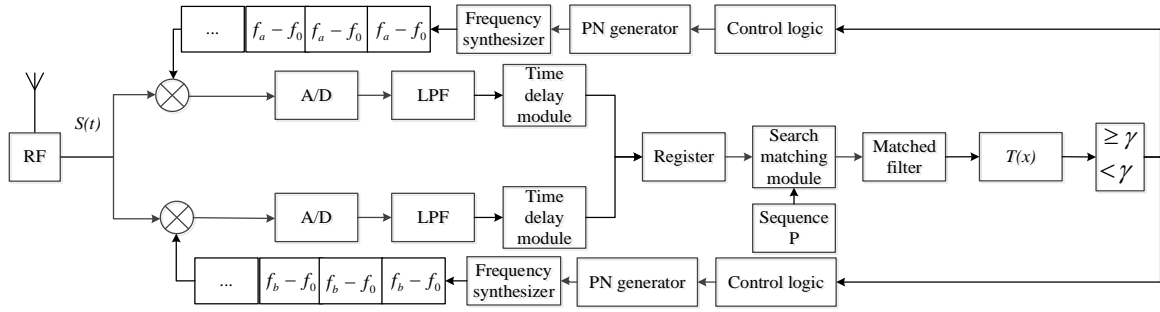 ... f_a − f_0 f_a − f_0 f_a − f_0
Frequency
synthesizer
PN generator
Control logic
S(t)
RF
A/D
LPF
Time
delay
module
Register
Search
matching
module
Matched
filter
T(x)
≥ γ
< γ
Sequence
P
A/D
LPF
Time
delay
module
... f_b − f_0 f_b − f_0 f_b − f_0
Frequency
synthesizer
PN generator
Control logic